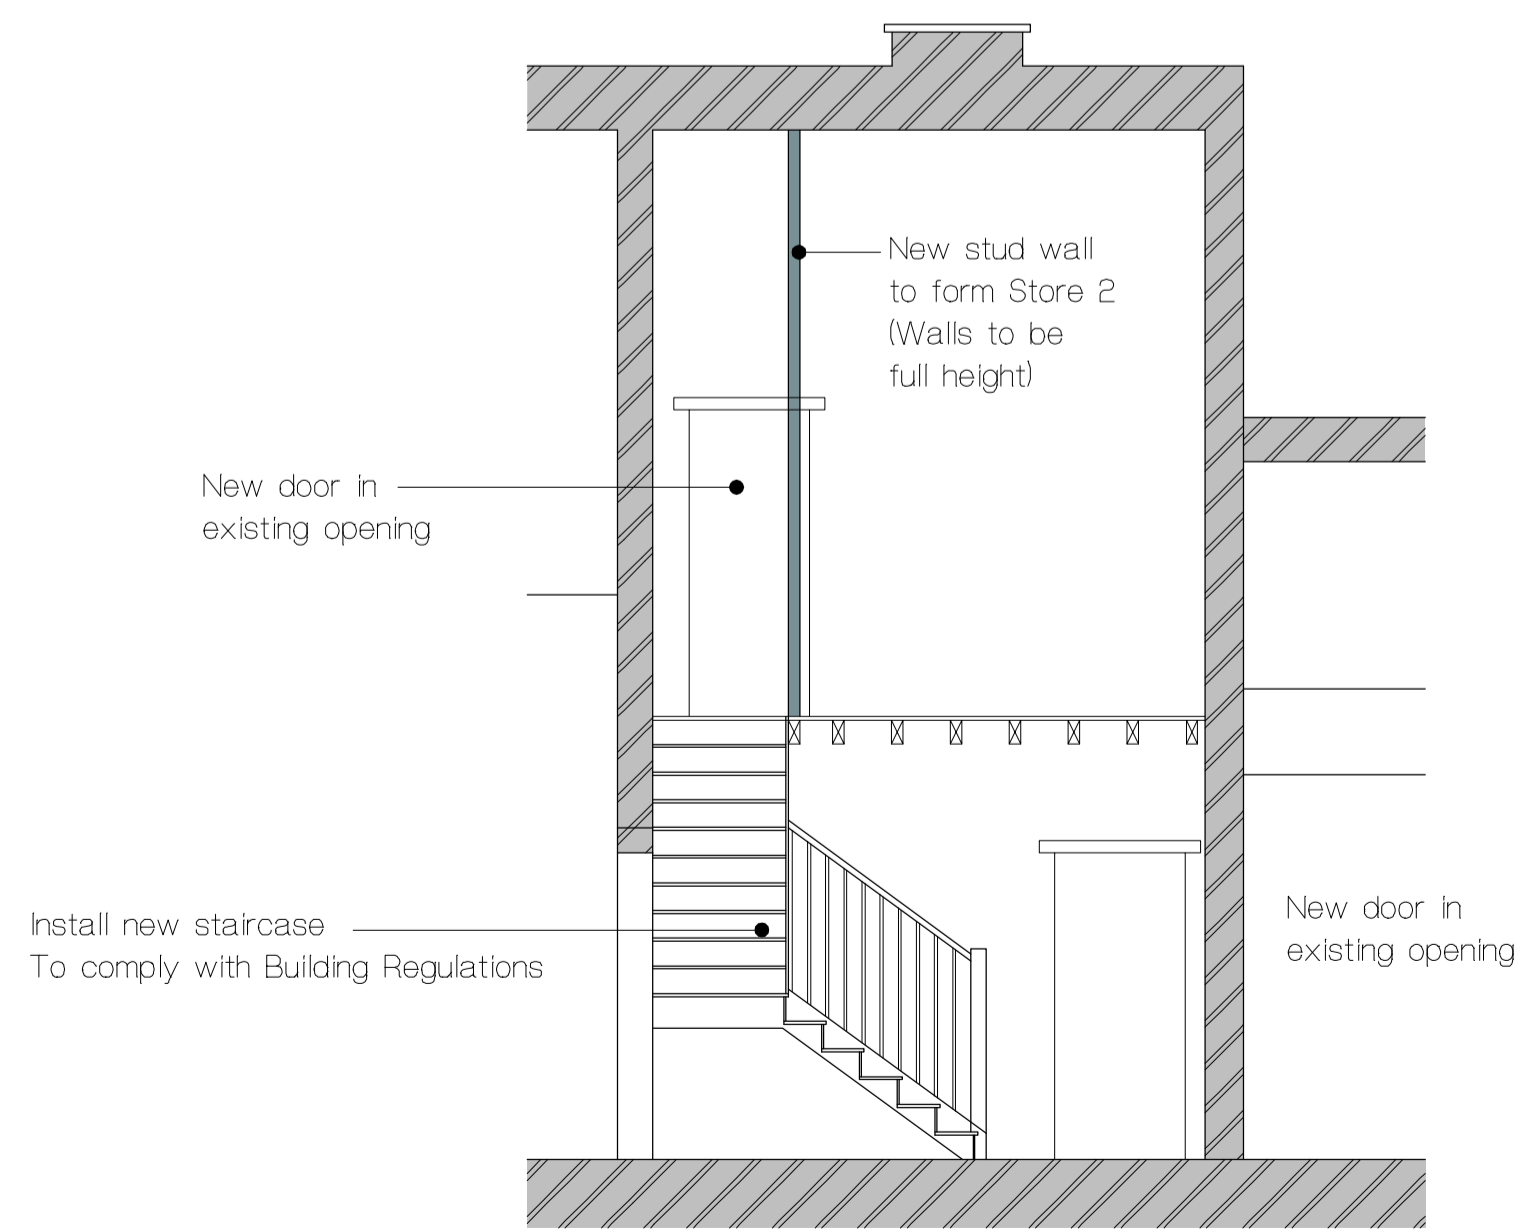 New stud wall
to form Store 2
(Walls to be
full height)
New door in
existing opening
Install new staircase
To comply with Building Regulations
New door in
existing opening